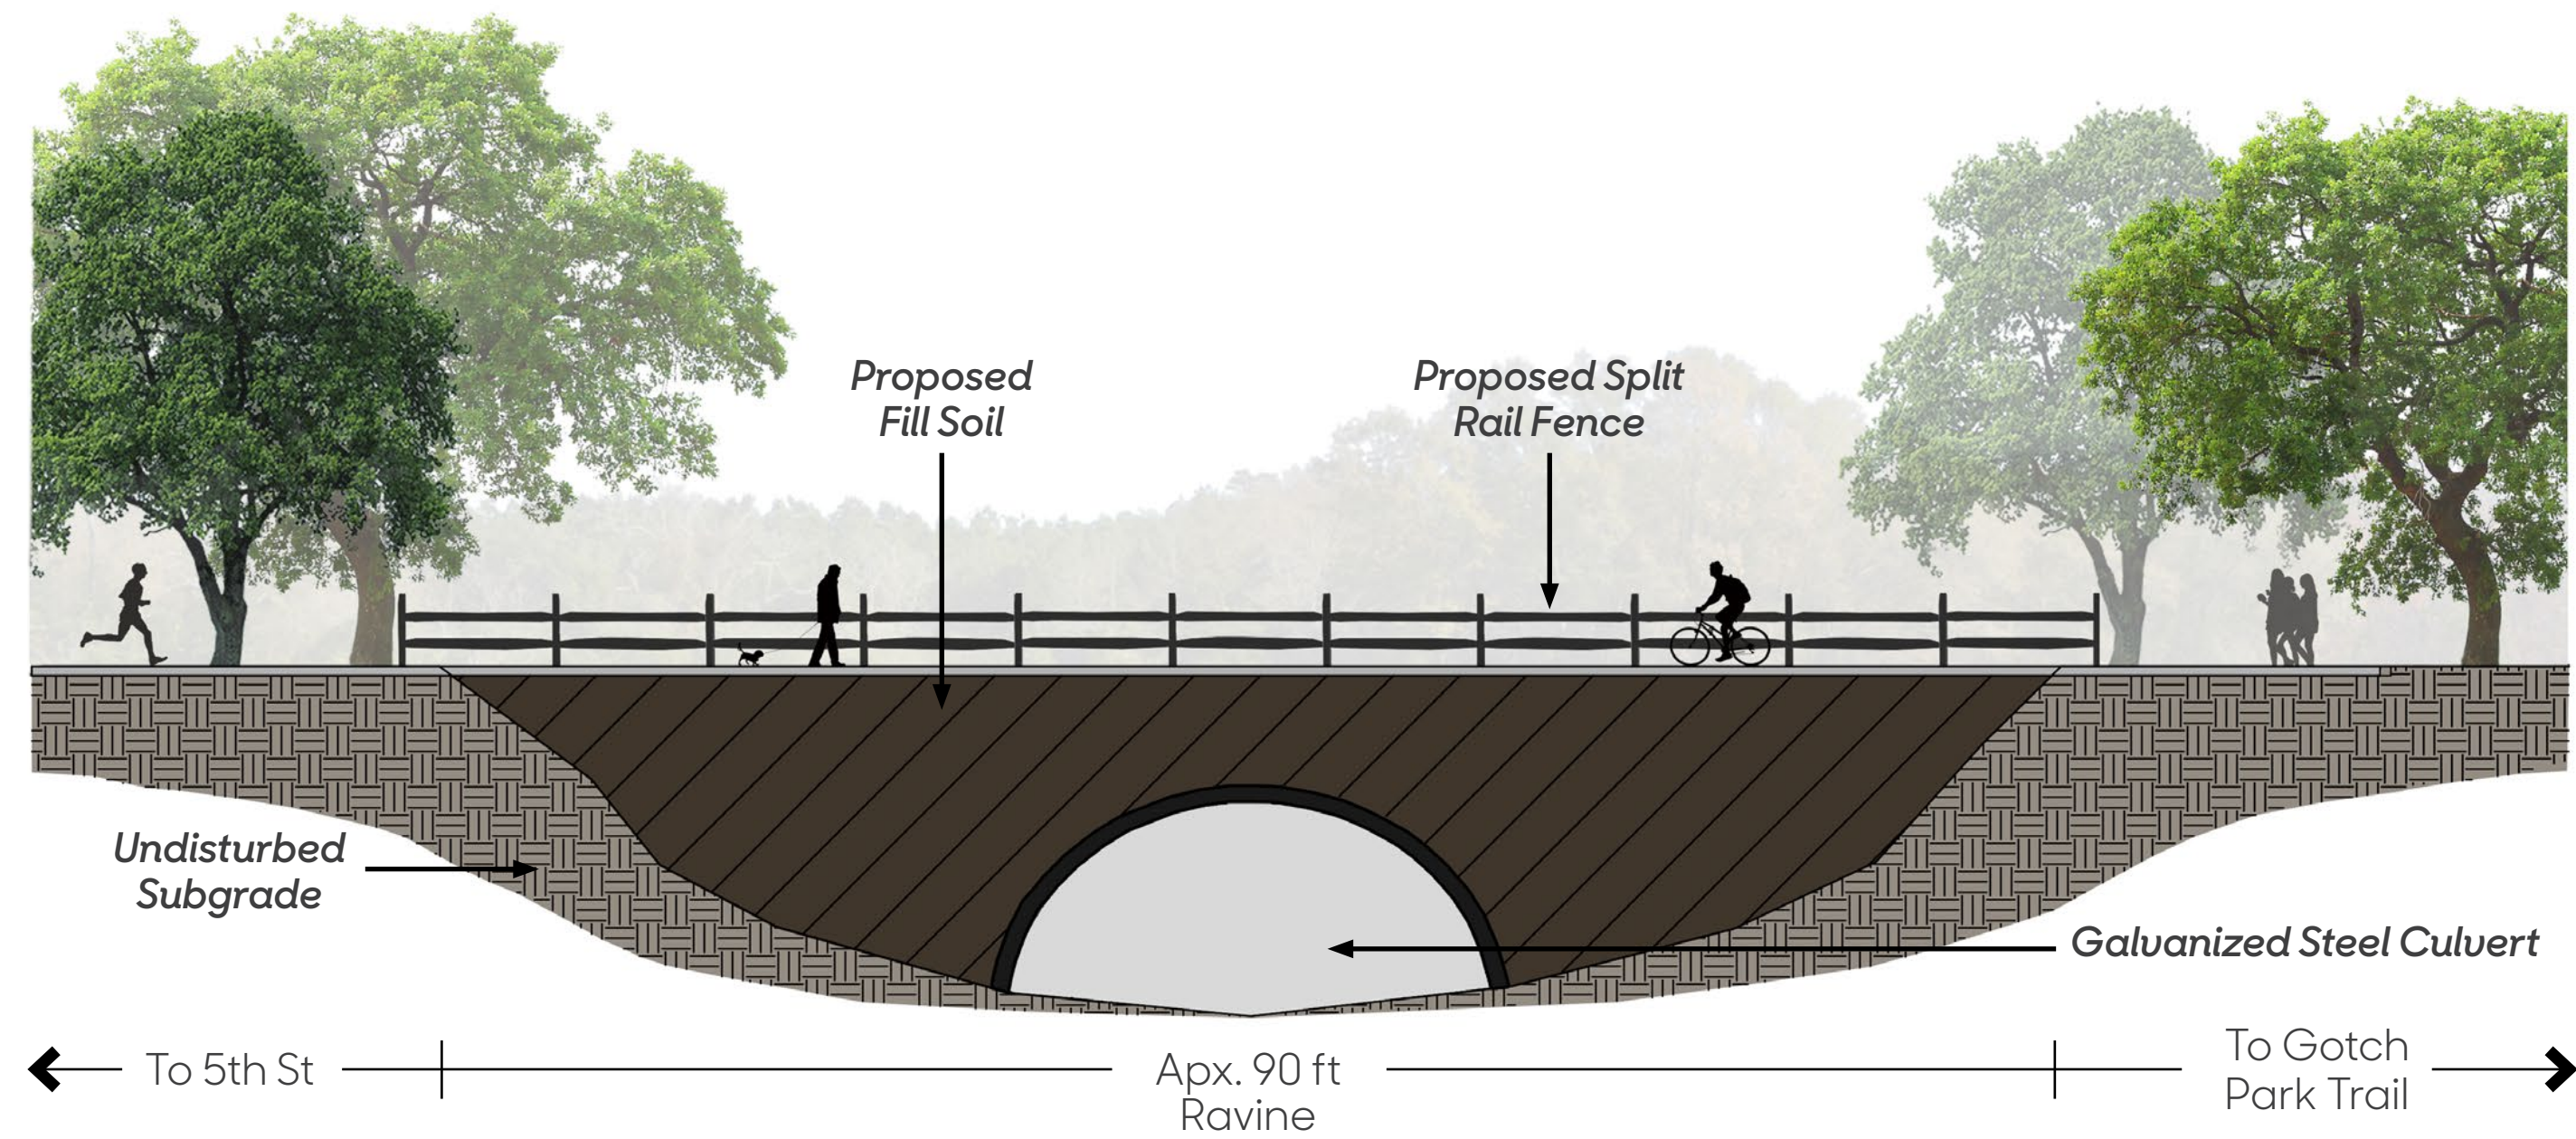 Proposed
Fill Soil
Proposed Split
Rail Fence
Undisturbed
Subgrade
Galvanized Steel Culvert
To 5th St
Apx. 90 ft
Ravine
To Gotch
Park Trail